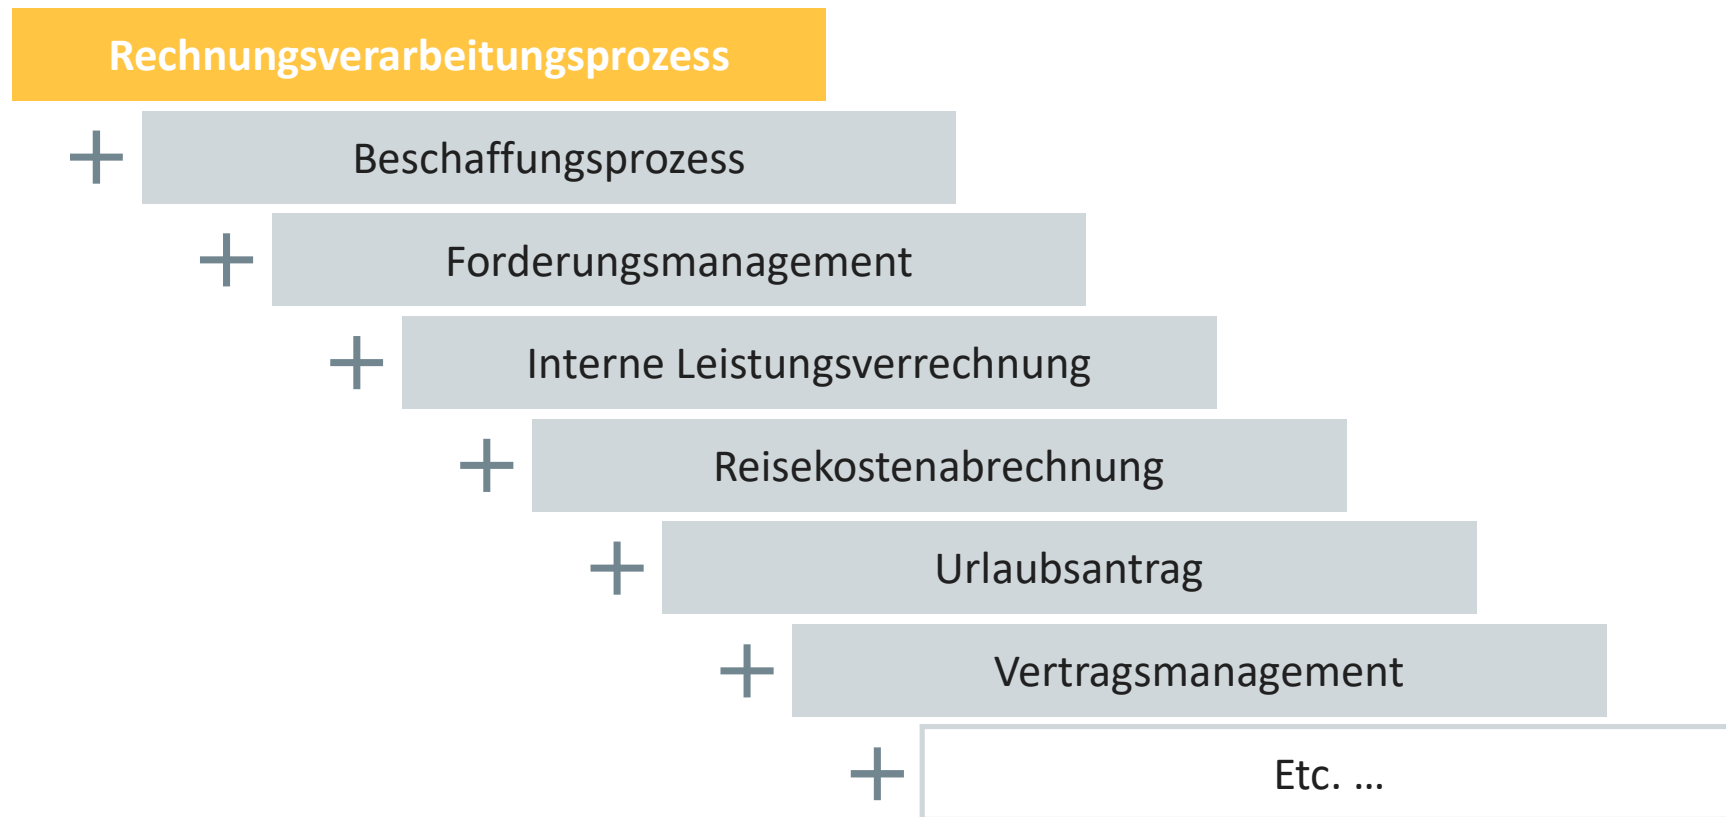 Rechnungsverarbeitungsprozess
Beschaffungsprozess
Forderungsmanagement
Interne Leistungsverrechnung
Reisekostenabrechnung
Urlaubsantrag
Vertragsmanagement
Etc. ...